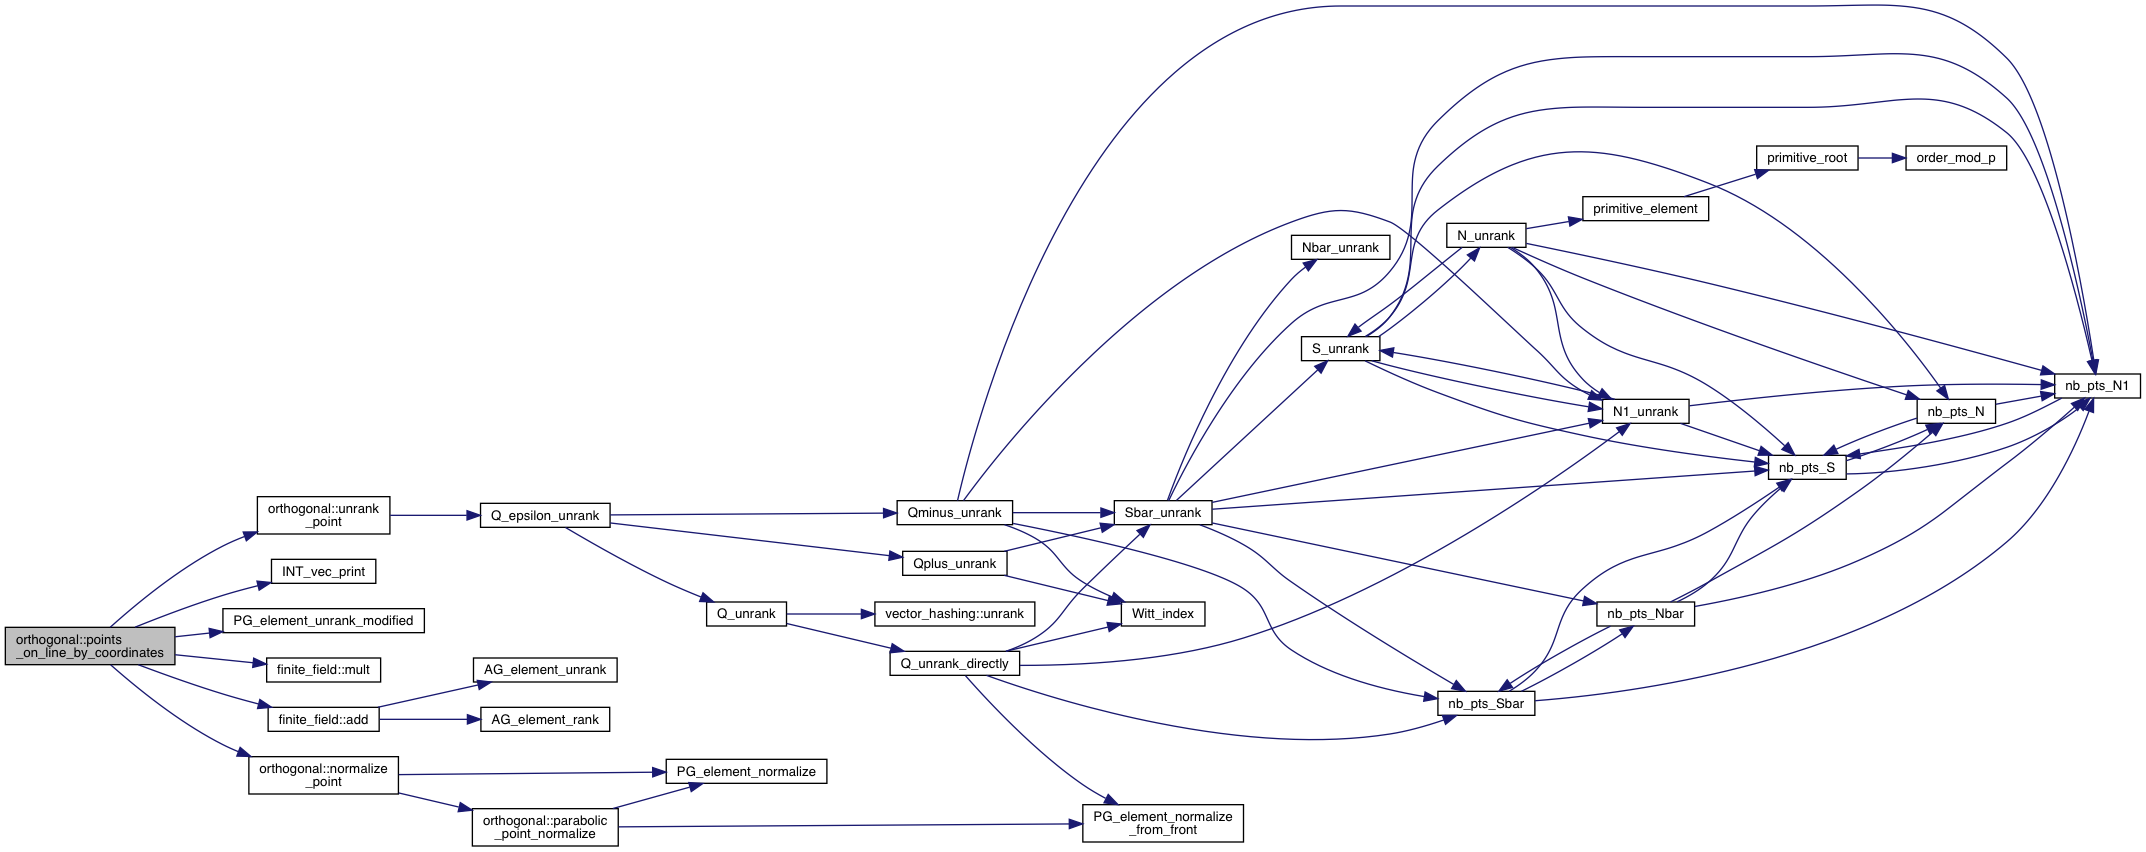 orthogonal::points
_on_line_by_coordinates
orthogonal::unrank
_point
INT_vec_print
PG_element_unrank_modified
finite_field::mult
finite_field::add
orthogonal::normalize
_point
Q_epsilon_unrank
AG_element_unrank
AG_element_rank
orthogonal::parabolic
_point_normalize
PG_element_normalize
Q_unrank
Qminus_unrank
Qplus_unrank
vector_hashing::unrank
Q_unrank_directly
Sbar_unrank
Witt_index
PG_element_normalize
_from_front
Nbar_unrank
S_unrank
N_unrank
nb_pts_Sbar
primitive_element
N1_unrank
nb_pts_Nbar
primitive_root
nb_pts_S
order_mod_p
nb_pts_N
nb_pts_N1